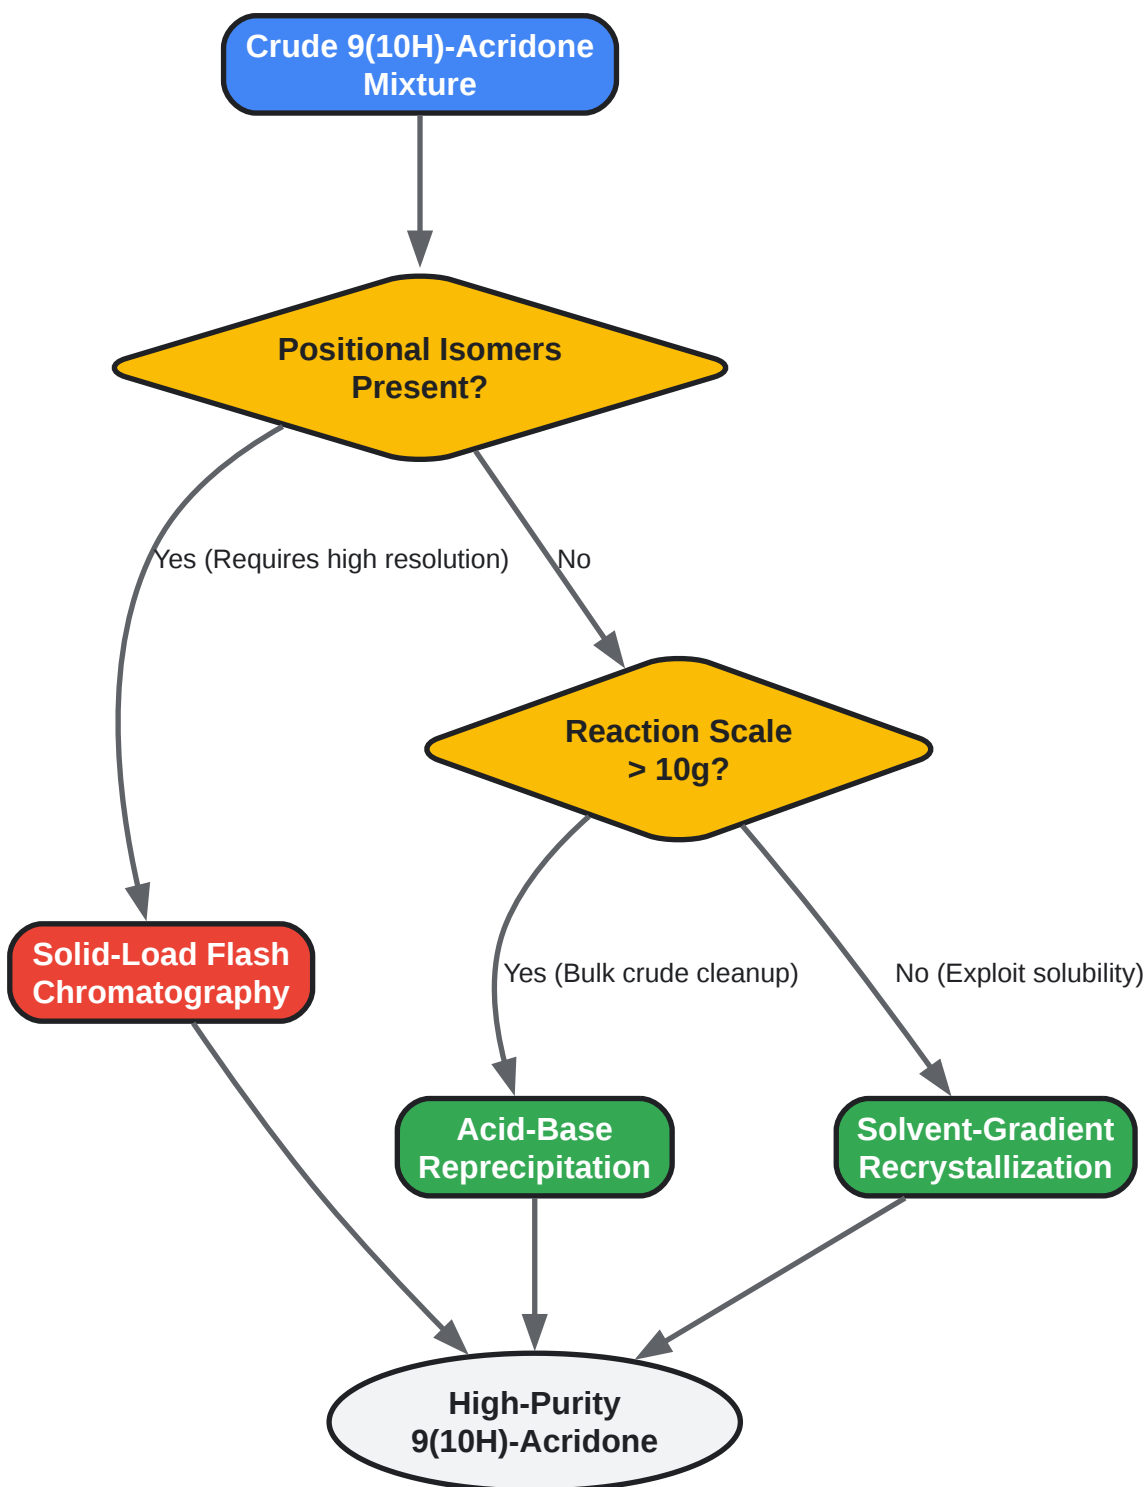 Crude 9(10H)-Acridone
Mixture
Positional Isomers
Present?
Yes (Requires high resolution)
No
Reaction Scale
> 10g?
Solid-Load Flash
Chromatography
Yes (Bulk crude cleanup)
No (Exploit solubility)
Acid-Base
Reprecipitation
Solvent-Gradient
Recrystallization
High-Purity
9(10H)-Acridone